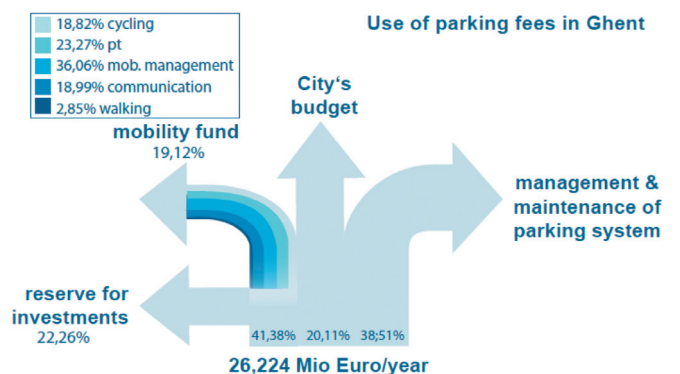 18,82% cycling
23,27% pt
36,06% mob. management
18,99% communication
2,85% walking
Use of parking fees in Ghent
City‘s
budget
mobility fund
19,12%
management &
maintenance of
parking system
reserve for
investments
22,26%
41,38% 20,11% 38;51%
26,224 Mio Euro/year